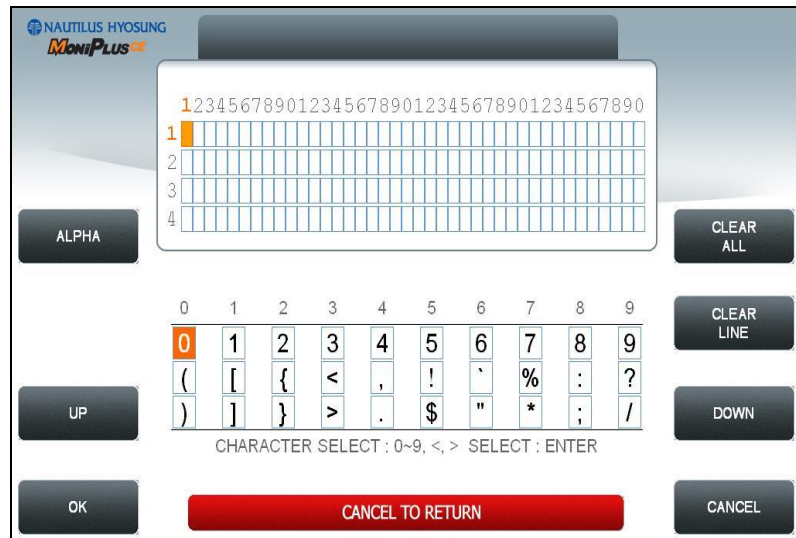 NAUTILUS HYOSUNG
MoniPlus CE
1234567890123456789012345678901234567890
1
2
3
4
ALPHA
CLEAR
ALL
0 1 2 3 4 5 6 7 8 9
CLEAR
LINE
0 1 2 3 4 5 6 7 8 9
( [ { < , ! ` % : ?
) ] } > . $ " * ; /
UP
DOWN
CHARACTER SELECT : 0~9, <, > SELECT : ENTER
OK
CANCEL TO RETURN
CANCEL